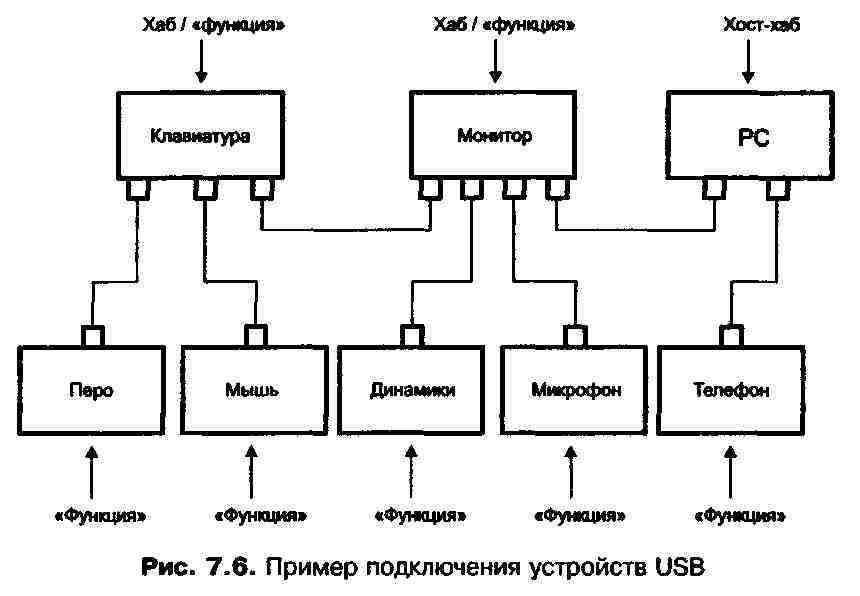 Хаб / «функция» Хаб / «функция» Хост-хаб
Клавиатура Монитор PC
Перо Мышь Динамики Микрофон Телефон
«Функция» «Функция» «Функция» «Функция» «Функция»
Рис. 7.6. Пример подключения устройств USB